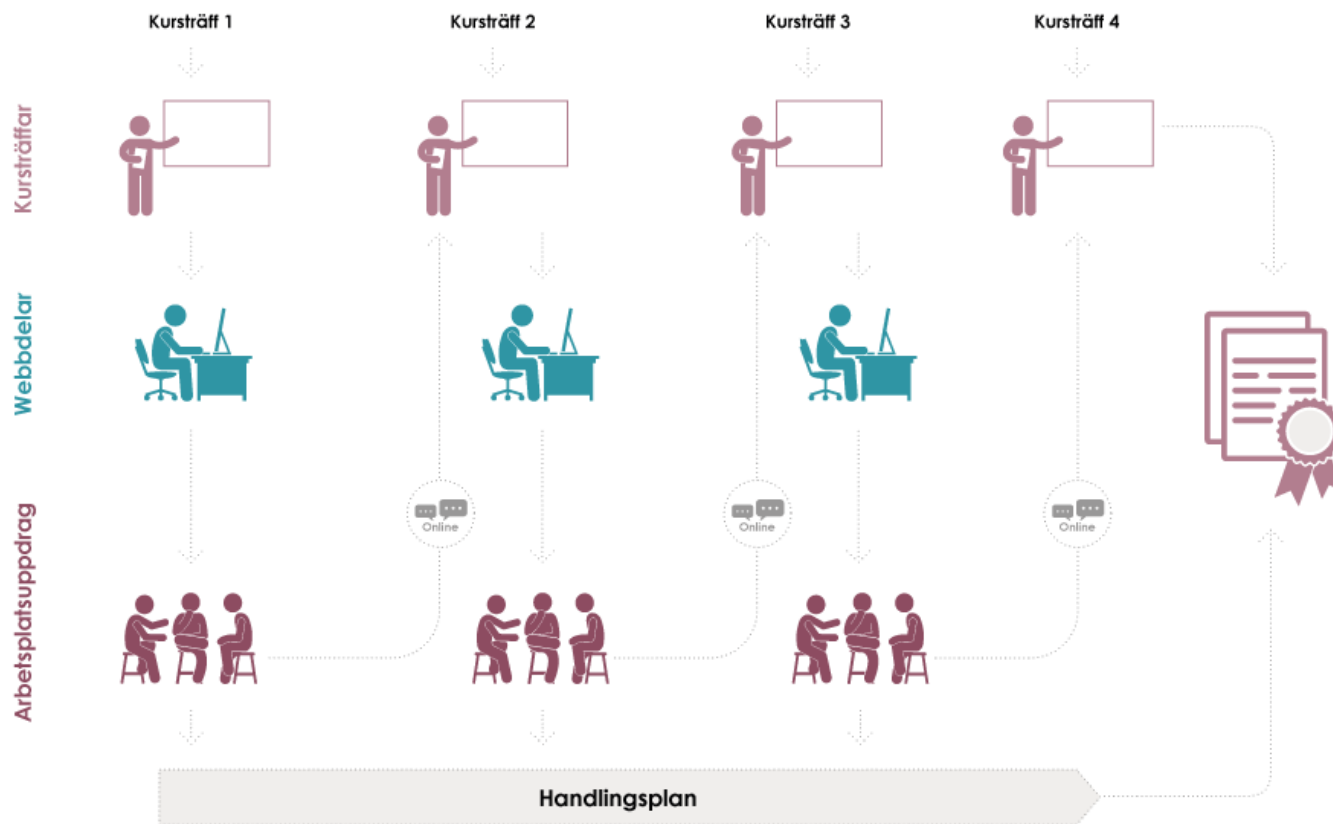 Kursträff 1
Kursträff 2
Kursträff 3
Kursträff 4
Kursträffar
Webbdelar
Online
Online
Online
Arbetsplatsuppdrag
Handlingsplan